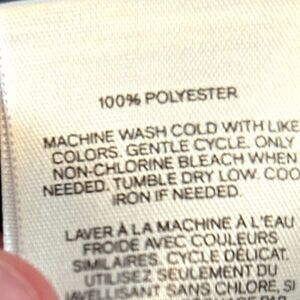 100% POLYESTER
MACHINE WASH COLD WITH LIKE
COLORS. GENTLE CYCLE. ONLY
NON-CHLORINE BLEACH WHEN
NEEDED. TUMBLE DRY LOW. COO
IRON IF NEEDED.
LAVER À LA MACHINE À L'EAU
FROIDE AVEC COULEURS
SIMILAIRES. CYCLE DÉLICAT.
UTILISEZ SEULEMENT DU
JAVELLISANT SANS CHLORE, SI